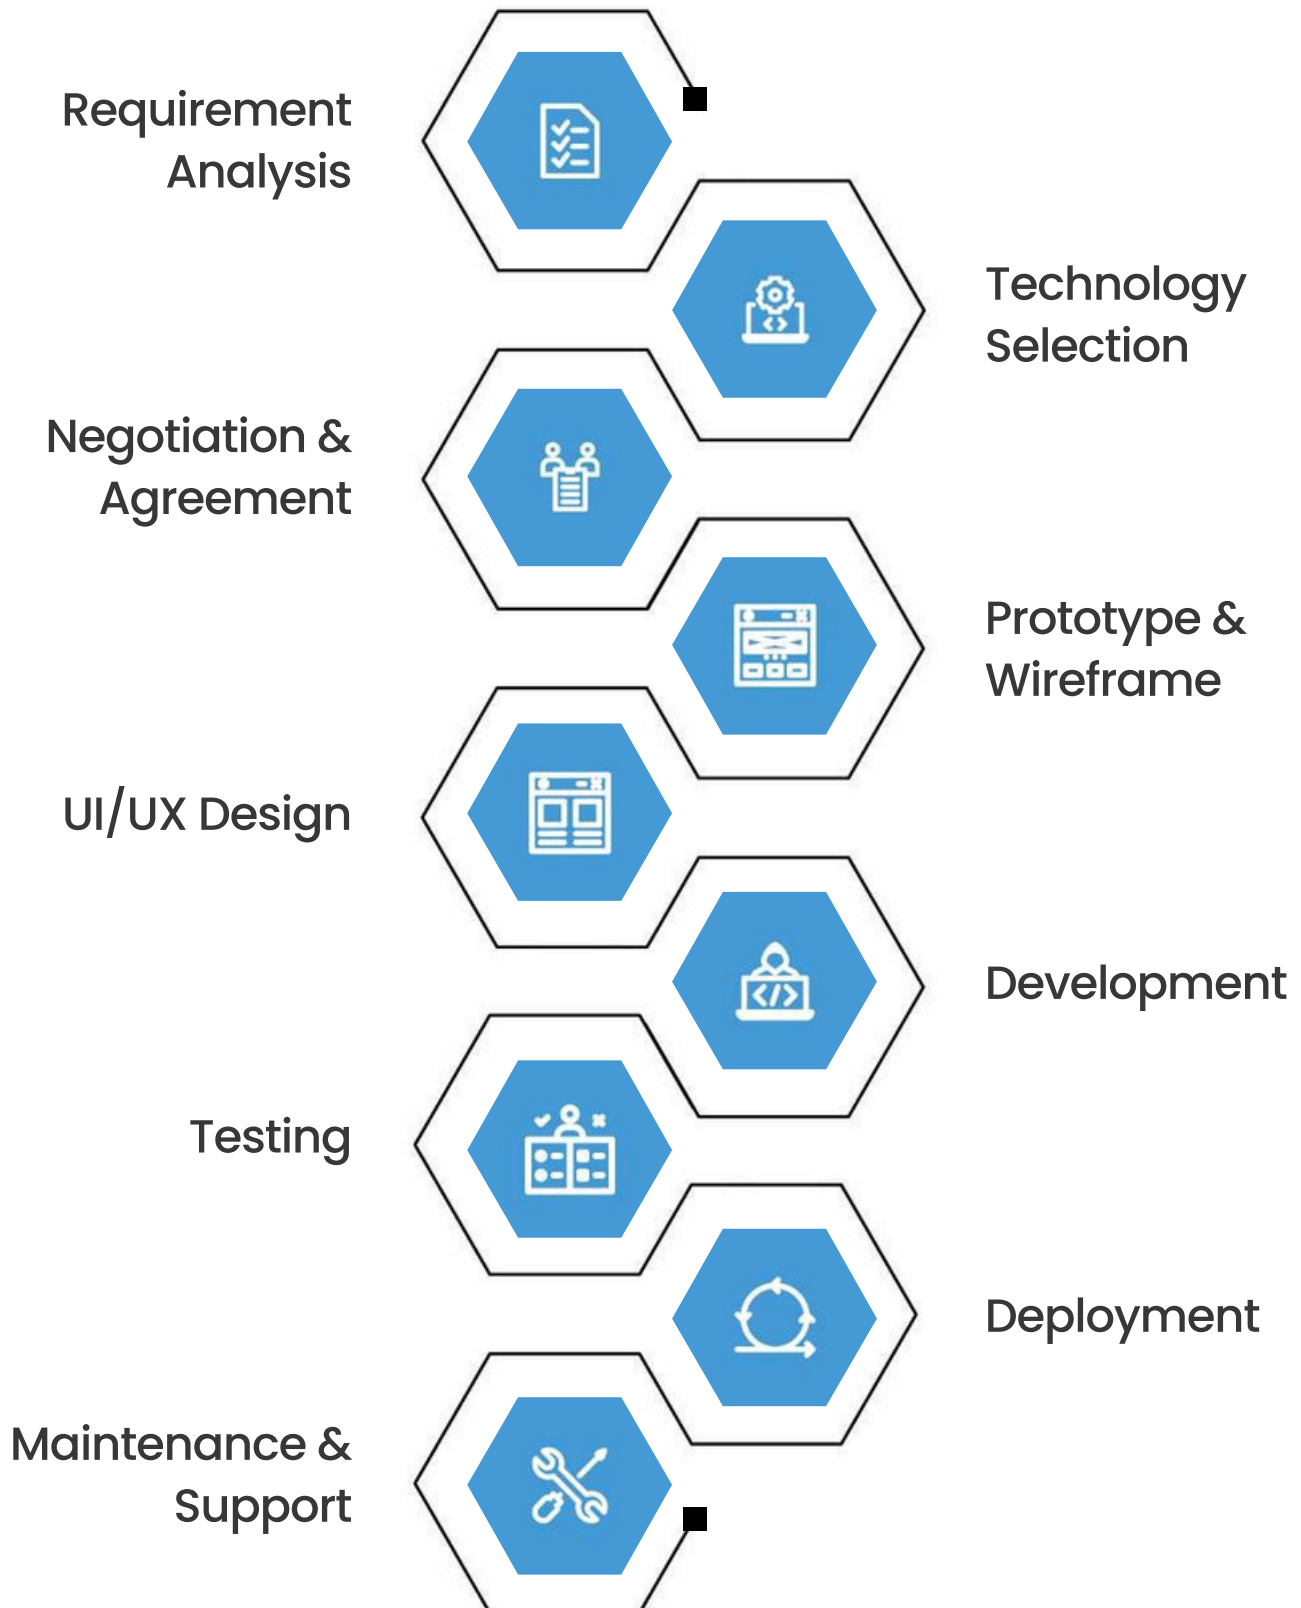 Requirement
Analysis
Technology
Selection
Negotiation &
Agreement
Prototype &
Wireframe
UI/UX Design
Development
Testing
Deployment
Maintenance &
Support